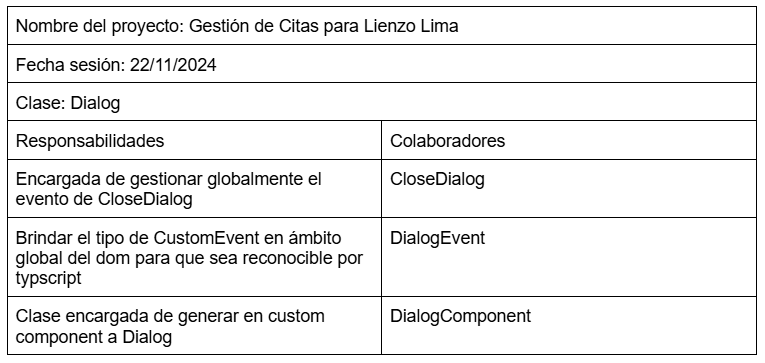 Nombre del proyecto: Gestión de Citas para Lienzo Lima
Fecha sesión: 22/11/2024
Clase: Dialog
Responsabilidades
Colaboradores
Encargada de gestionar globalmente el
evento de CloseDialog
CloseDialog
Brindar el tipo de CustomEvent en ámbito
global del dom para que sea reconocible por
typscript
DialogEvent
Clase encargada de generar en custom
component a Dialog
DialogComponent